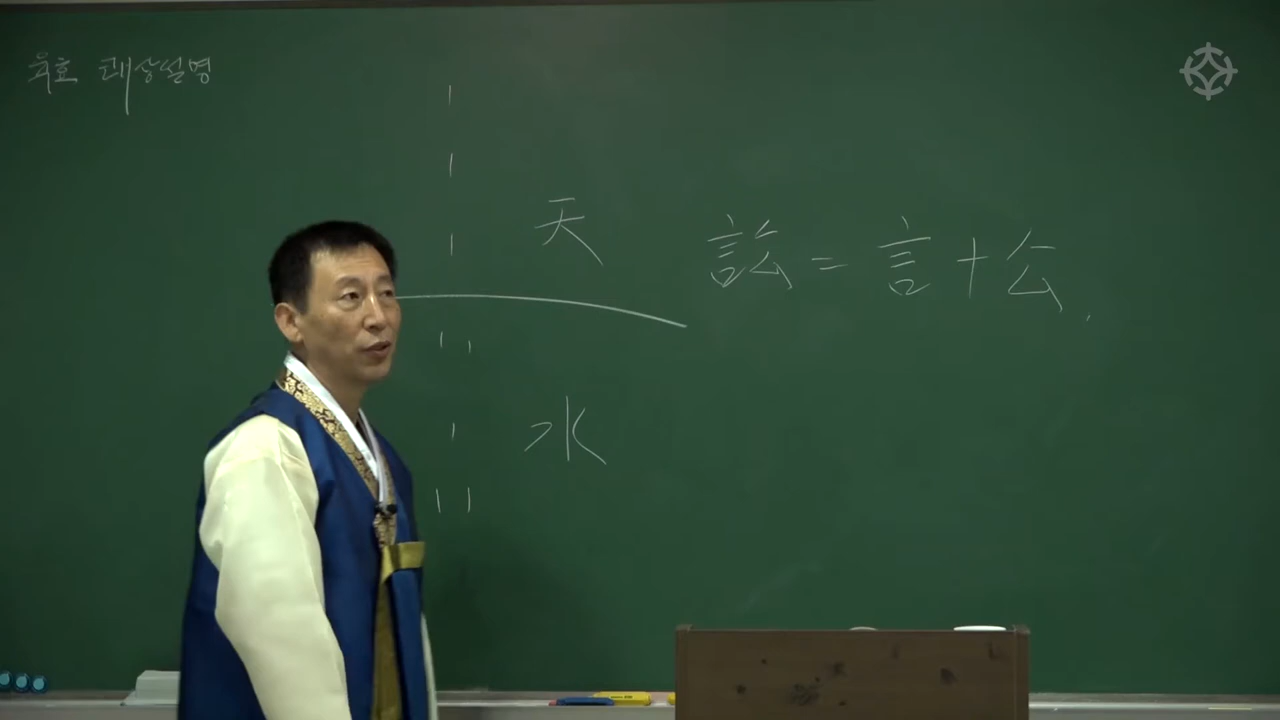 육효 괘상설명
天
訟 = 言 + 公
水